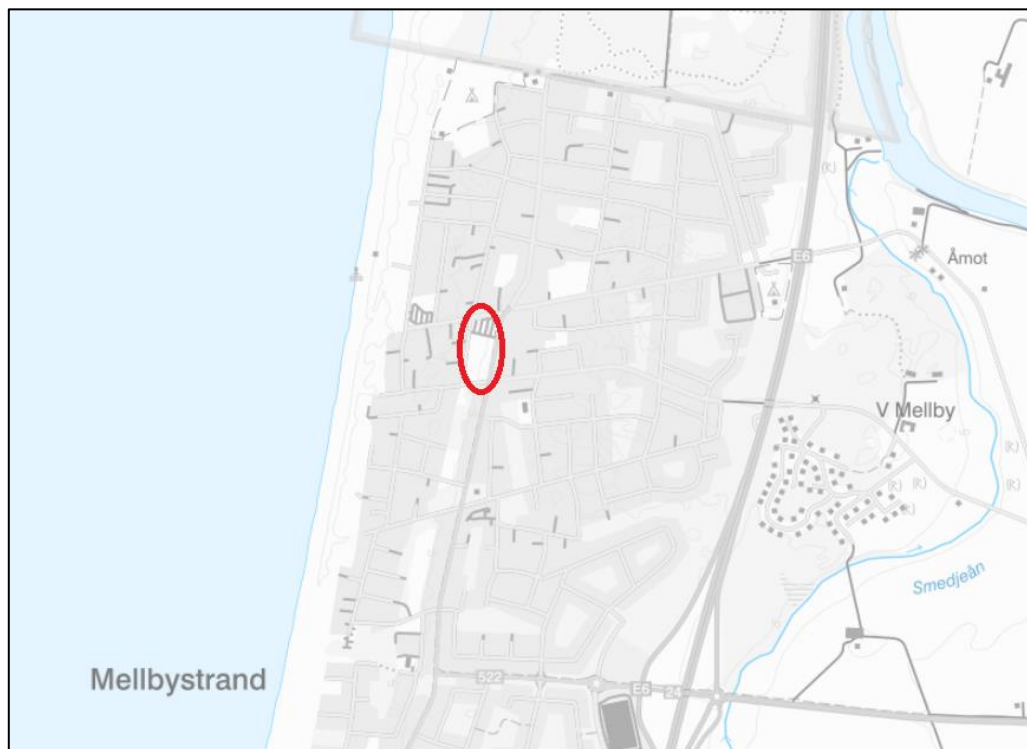 (R)
E6
Åmot
V Mellby
(R)
(R)
(R)
(R)
(R)
Smedjeån
Mellbystrand
522
E6
24